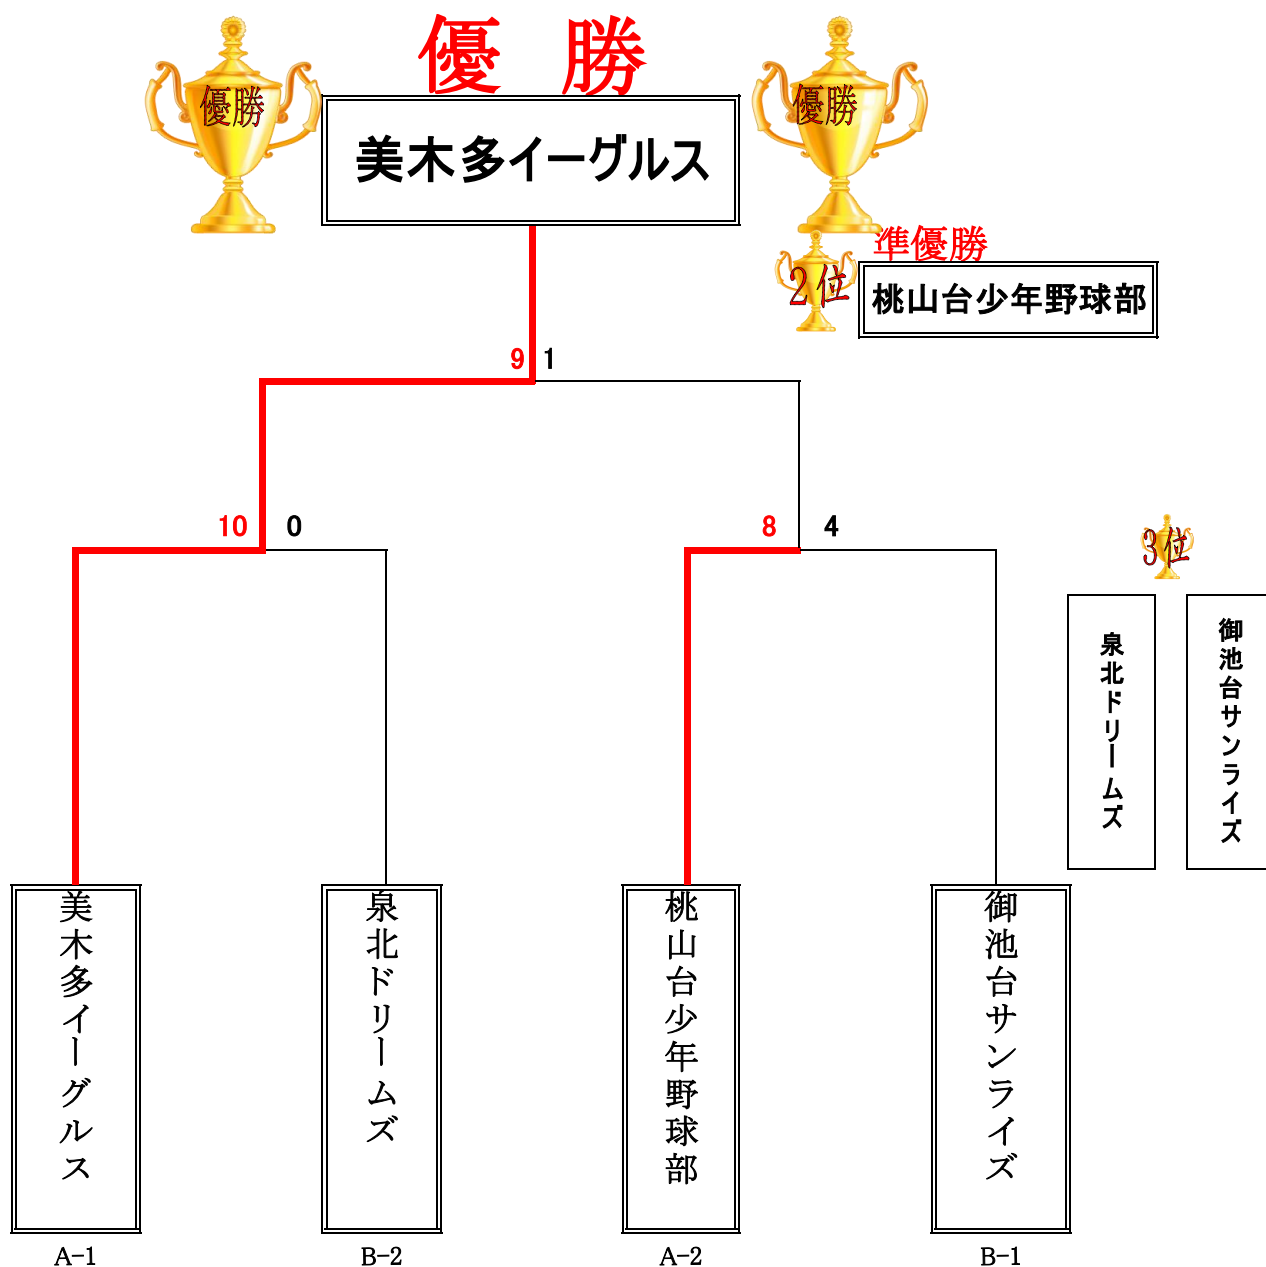 優 勝
優勝
優勝
美木多イーグルス
準優勝
2位
桃山台少年野球部
9 1
10 0
8 4
3位
泉北ドリームズ
御池台サンライズ
美木多イーグルス
泉北ドリームズ
桃山台少年野球部
御池台サンライズ
A-1
B-2
A-2
B-1